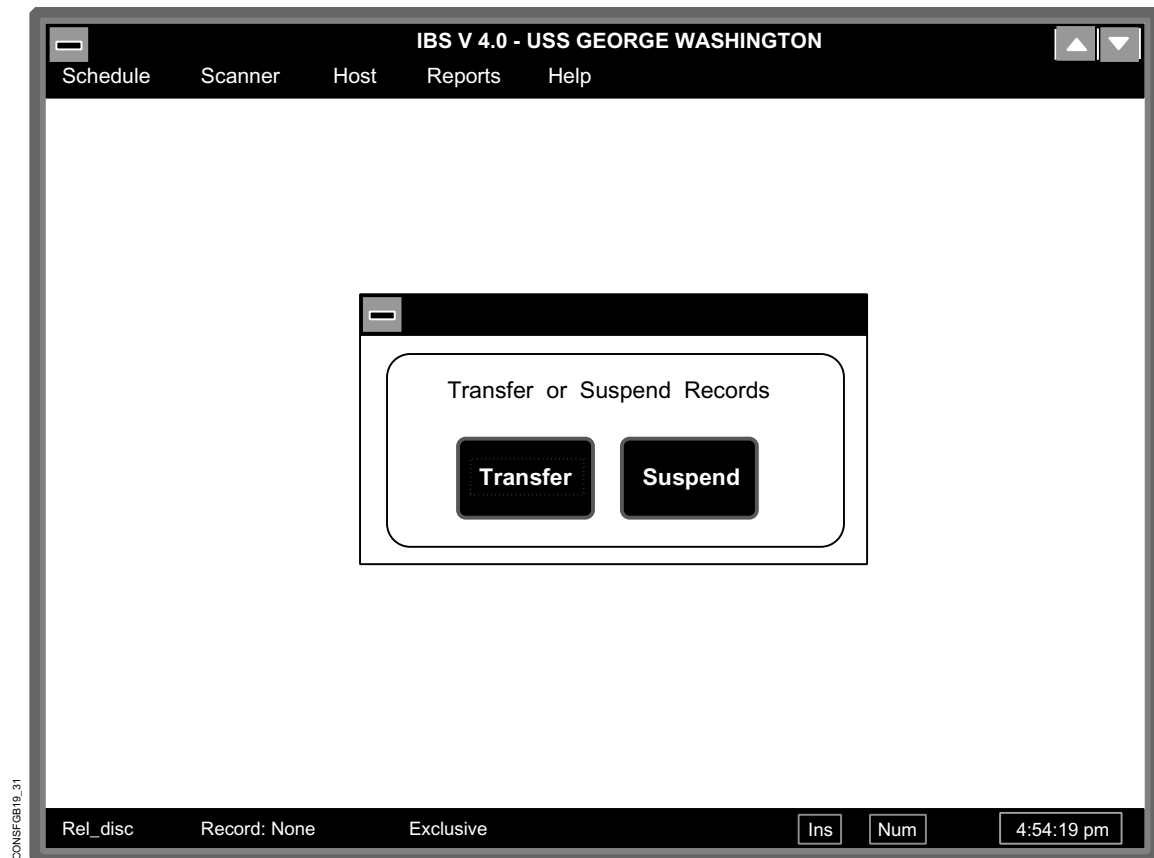 IBS V 4.0 - USS GEORGE WASHINGTON
Schedule Scanner Host Reports Help
Transfer or Suspend Records
Transfer Suspend
Rel_disc Record: None Exclusive Ins Num 4:54:19 pm
CONSFGB19_31